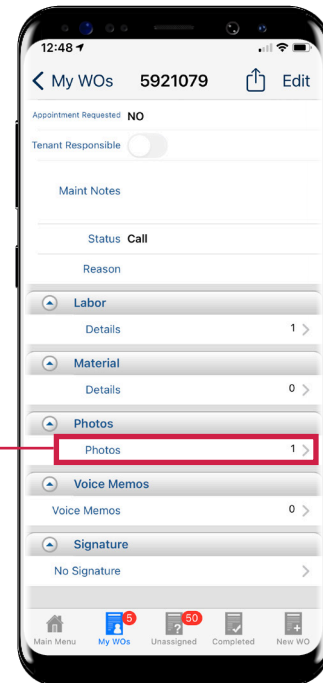 12:48
My WOs 5921079 Edit
Appointment Requested NO
Tenant Responsible
Maint Notes
Status Call
Reason
Labor
Details 1
Material
Details 0
Photos
Photos 1
Voice Memos
Voice Memos 0
Signature
No Signature
5 50
Main Menu My WOs Unassigned Completed New WO